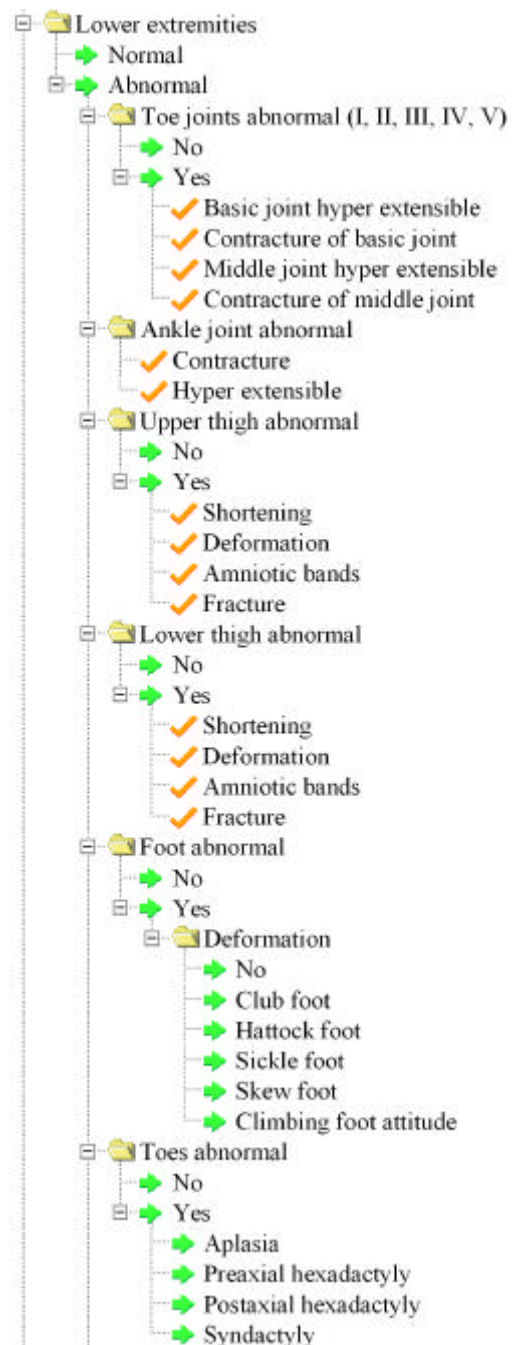 Lower extremities
Normal
Abnormal
Toe joints abnormal (I, II, III, IV, V)
No
Yes
Basic joint hyper extensible
Contracture of basic joint
Middle joint hyper extensible
Contracture of middle joint
Ankle joint abnormal
Contracture
Hyper extensible
Upper thigh abnormal
No
Yes
Shortening
Deformation
Amniotic bands
Fracture
Lower thigh abnormal
No
Yes
Shortening
Deformation
Amniotic bands
Fracture
Foot abnormal
No
Yes
Deformation
No
Club foot
Hattock foot
Sickle foot
Skew foot
Climbing foot attitude
Toes abnormal
No
Yes
Aplasia
Preaxial hexadactyly
Postaxial hexadactyly
Syndactyly